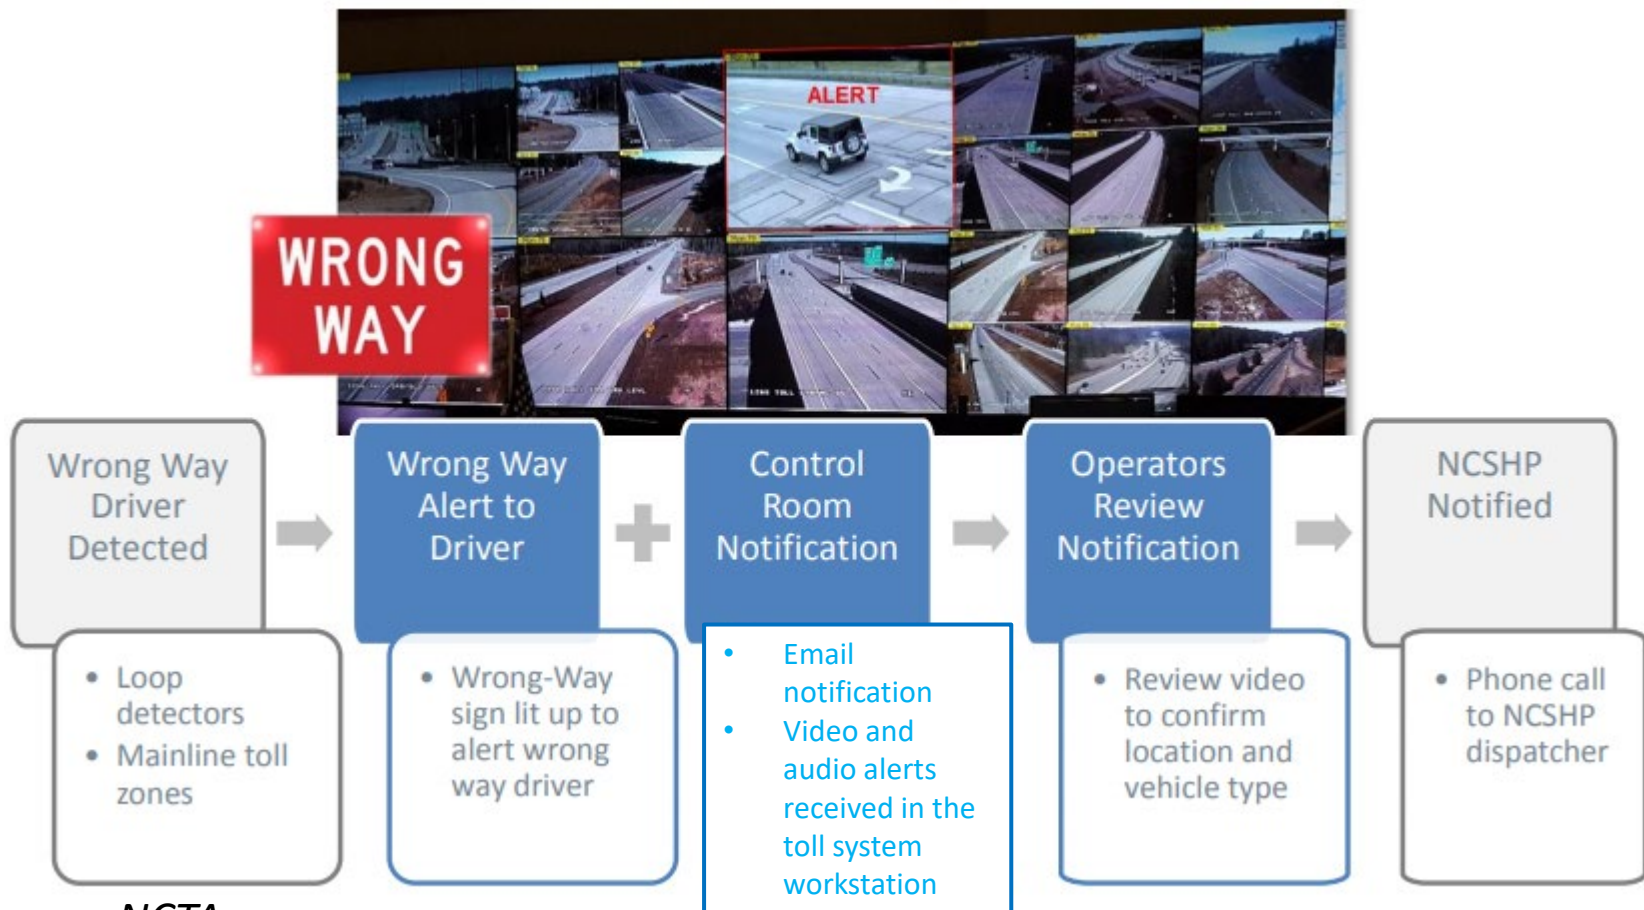 ALERT
WRONG
WAY
Wrong Way
Driver
Detected
Wrong Way
Alert to
Driver
Control
Room
Notification
Operators
Review
Notification
NCSHP
Notified
• Loop
detectors
• Mainline toll
zones
• Wrong-Way
sign lit up to
alert wrong
way driver
• Email
notification
• Video and
audio alerts
received in the
toll system
workstation
• Review video
to confirm
location and
vehicle type
• Phone call
to NCSHP
dispatcher
NCTA